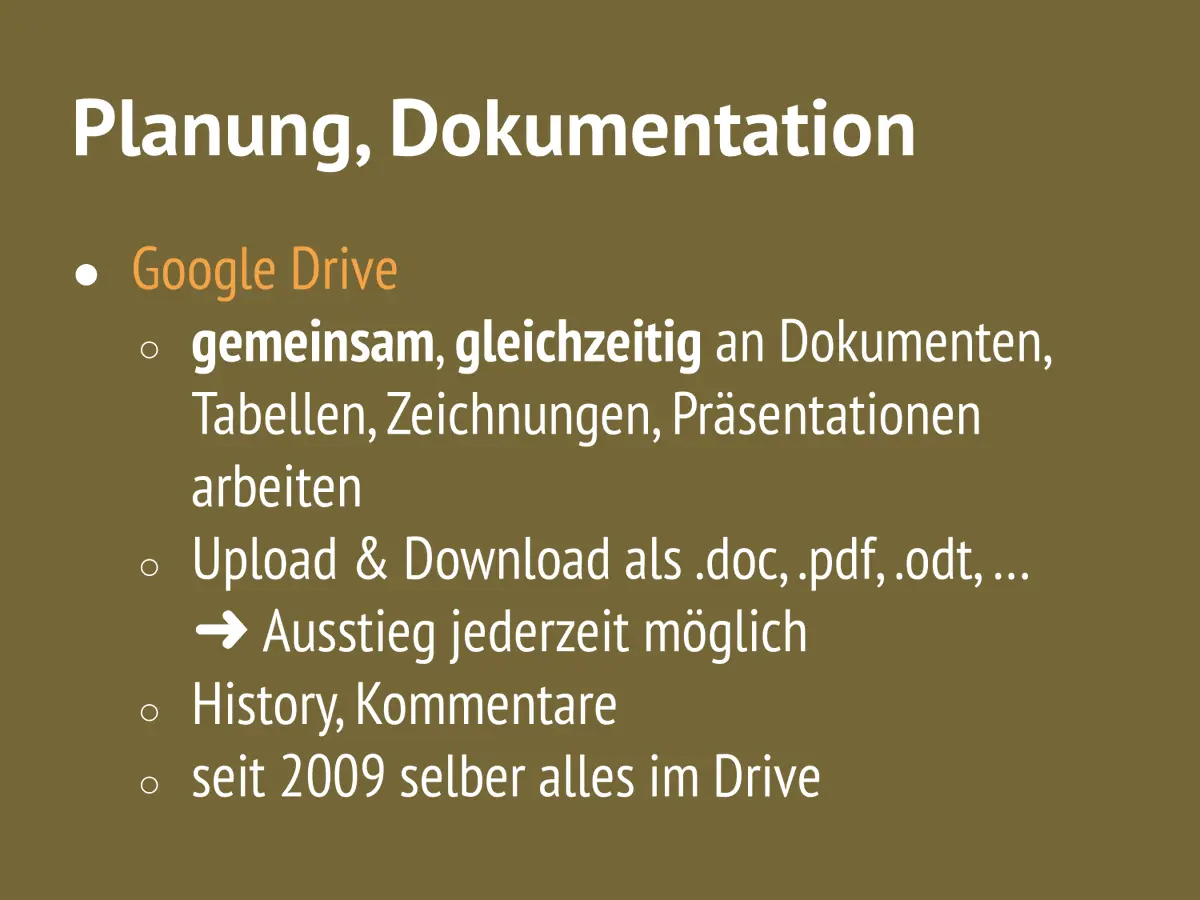 Planung, Dokumentation
● Google Drive
○ gemeinsam, gleichzeitig an Dokumenten,
Tabellen, Zeichnungen, Präsentationen
arbeiten
○ Upload & Download als .doc, .pdf, .odt, …
➜ Ausstieg jederzeit möglich
○ History, Kommentare
○ seit 2009 selber alles im Drive